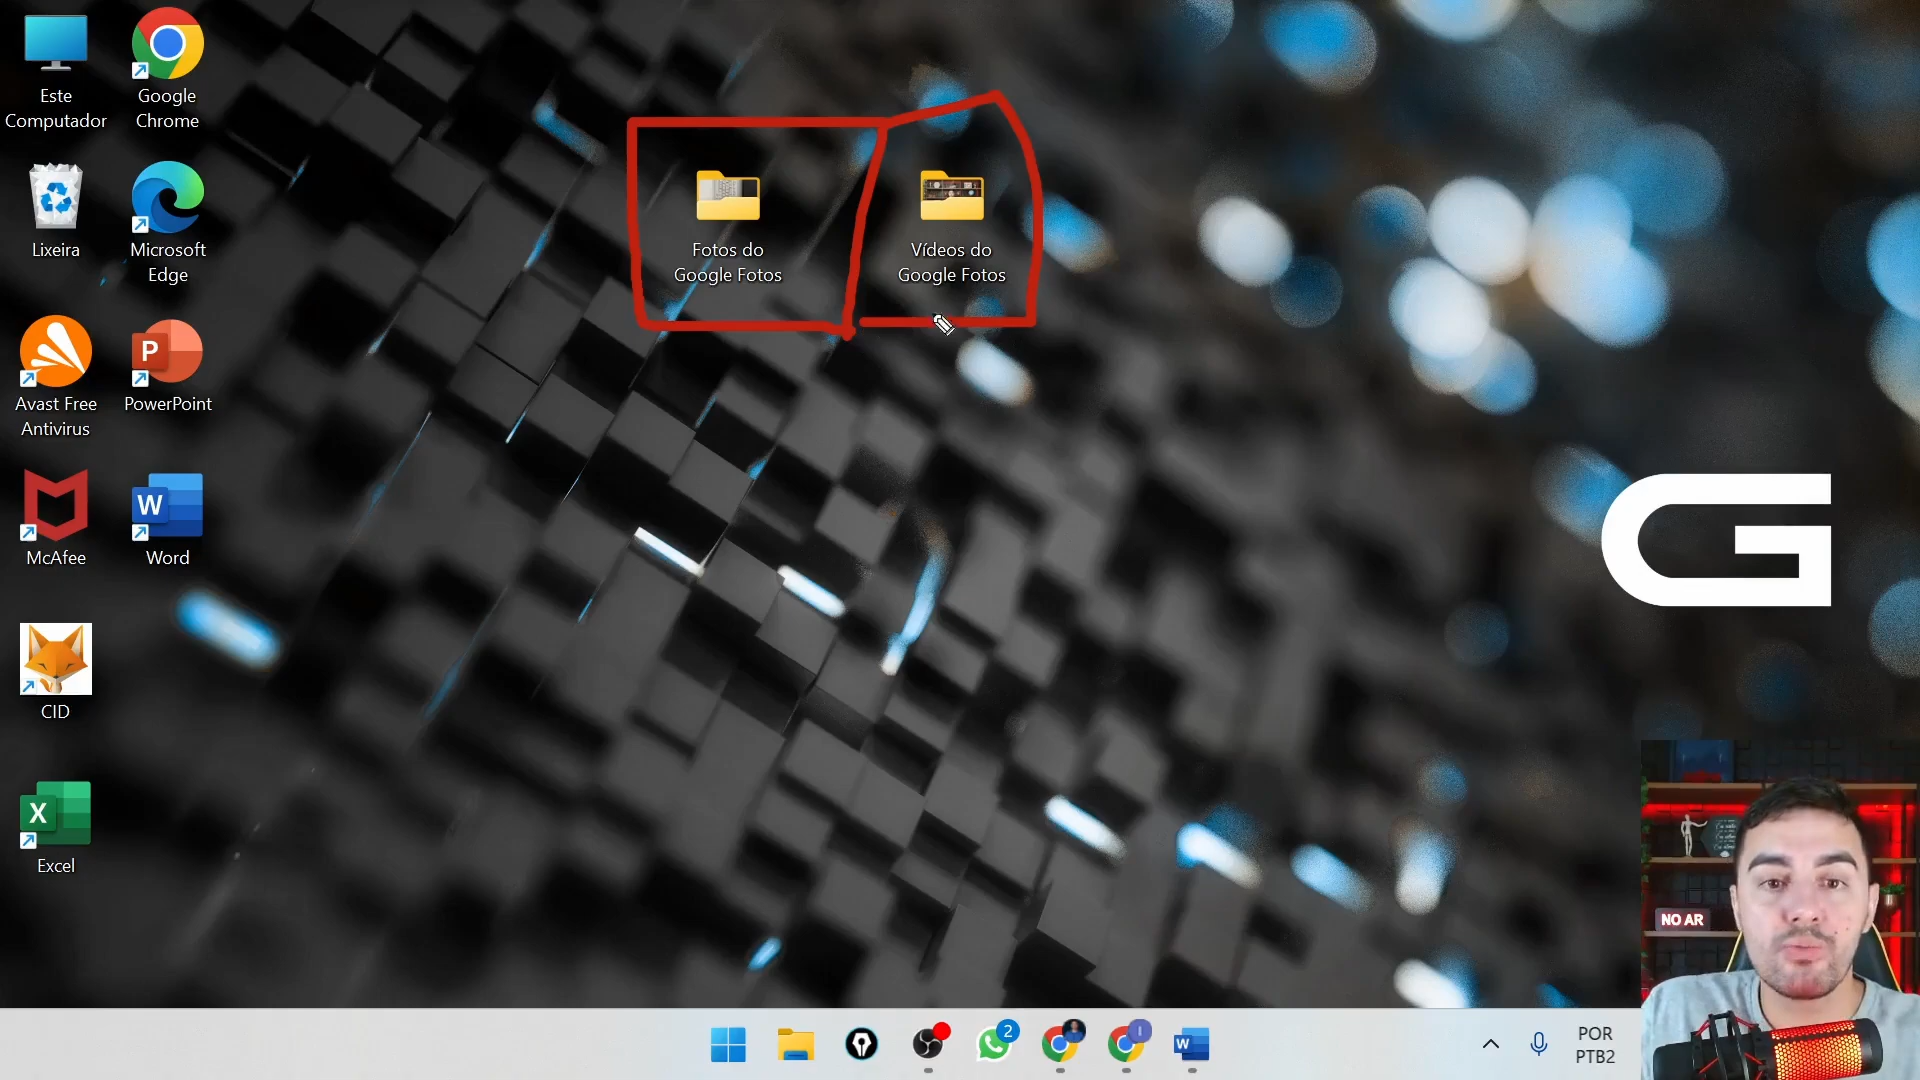 Este
Computador
Google
Chrome
Lixeira
Microsoft
Edge
Fotos do
Google Fotos
Vídeos do
Google Fotos
Avast Free
Antivirus
P
PowerPoint
McAfee
W
Word
G
CID
X
Excel
NO AR
2
I
W
POR
PTB2